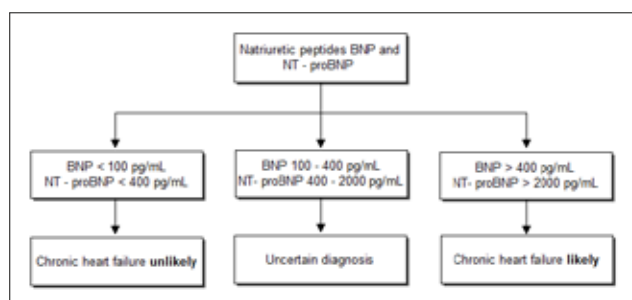 Natriuretic peptides BNP and
NT - proBNP
BNP < 100 pg/mL
NT - proBNP < 400 pg/mL
BNP 100 - 400 pg/mL
NT- proBNP 400 - 2000 pg/mL
BNP > 400 pg/mL
NT- proBNP > 2000 pg/mL
Chronic heart failure unlikely
Uncertain diagnosis
Chronic heart failure likely